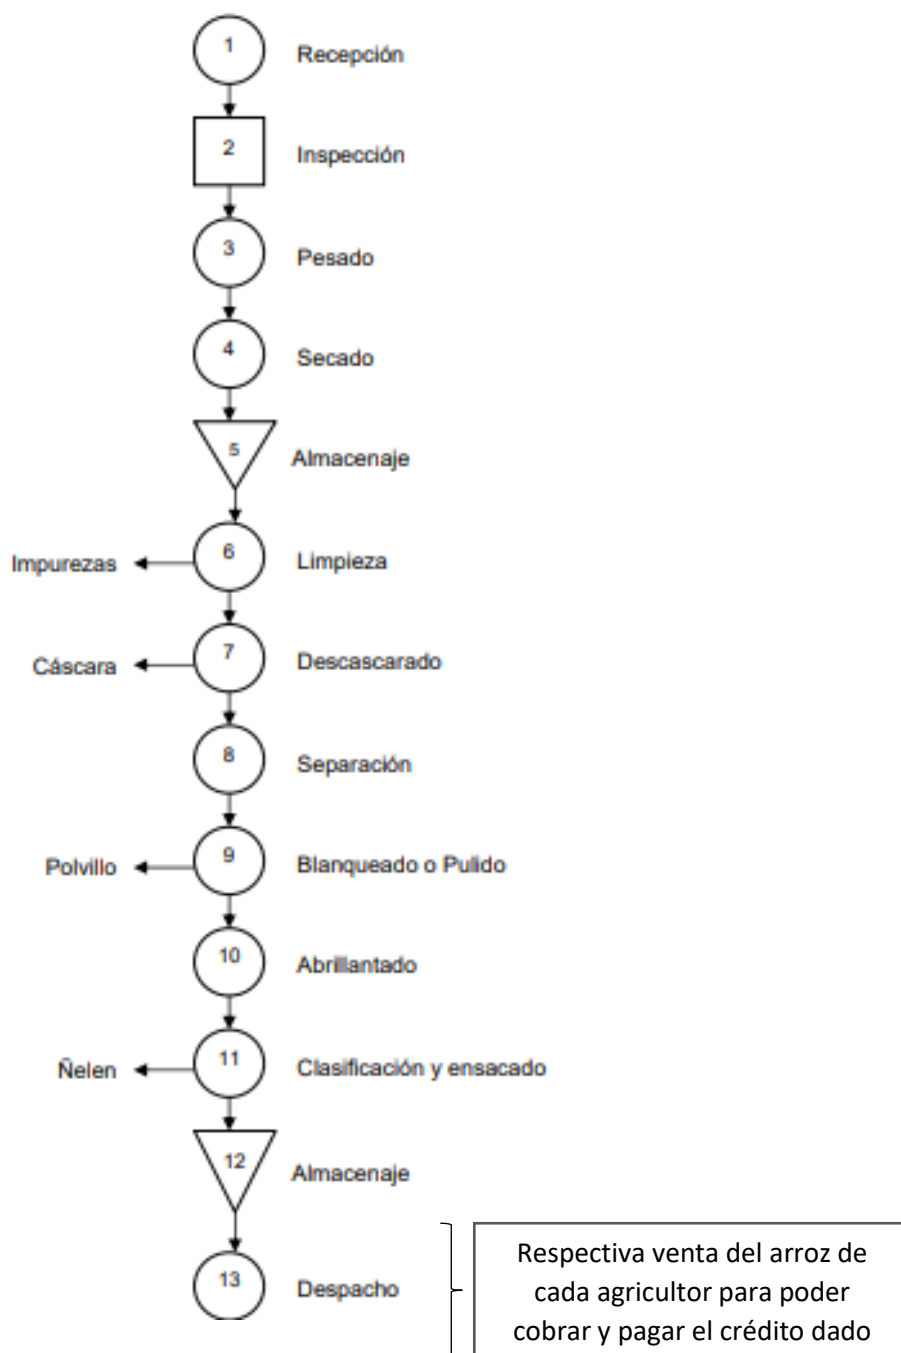 1
Recepción
2
Inspección
3
Pesado
4
Secado
5
Almacenaje
Impurezas
6
Limpieza
Cáscara
7
Descascarado
8
Separación
Polvillo
9
Blanqueado o Pulido
10
Abrillantado
Ñelen
11
Clasificación y ensacado
12
Almacenaje
13
Despacho
Respectiva venta del arroz de
cada agricultor para poder
cobrar y pagar el crédito dado